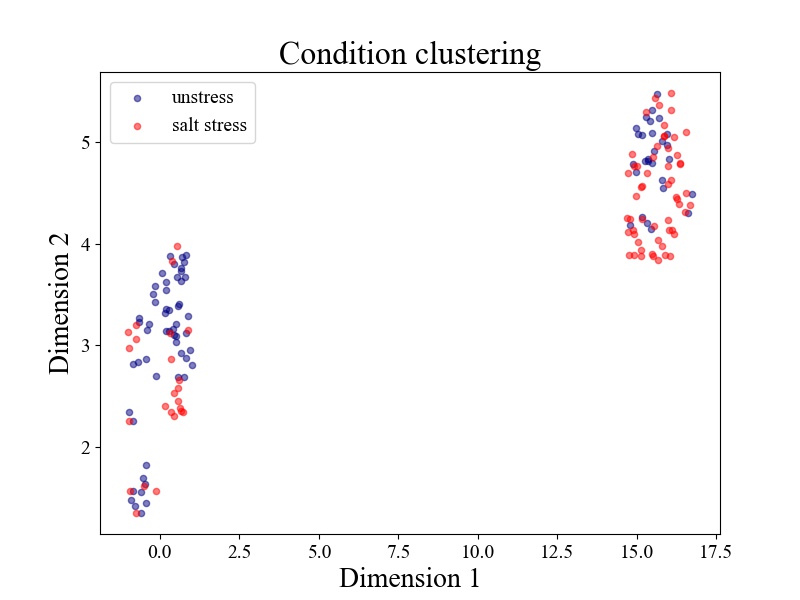 Condition clustering
unstress
salt stress
5
4
3
2
Dimension 2
0.0 2.5 5.0 7.5 10.0 12.5 15.0 17.5
Dimension 1